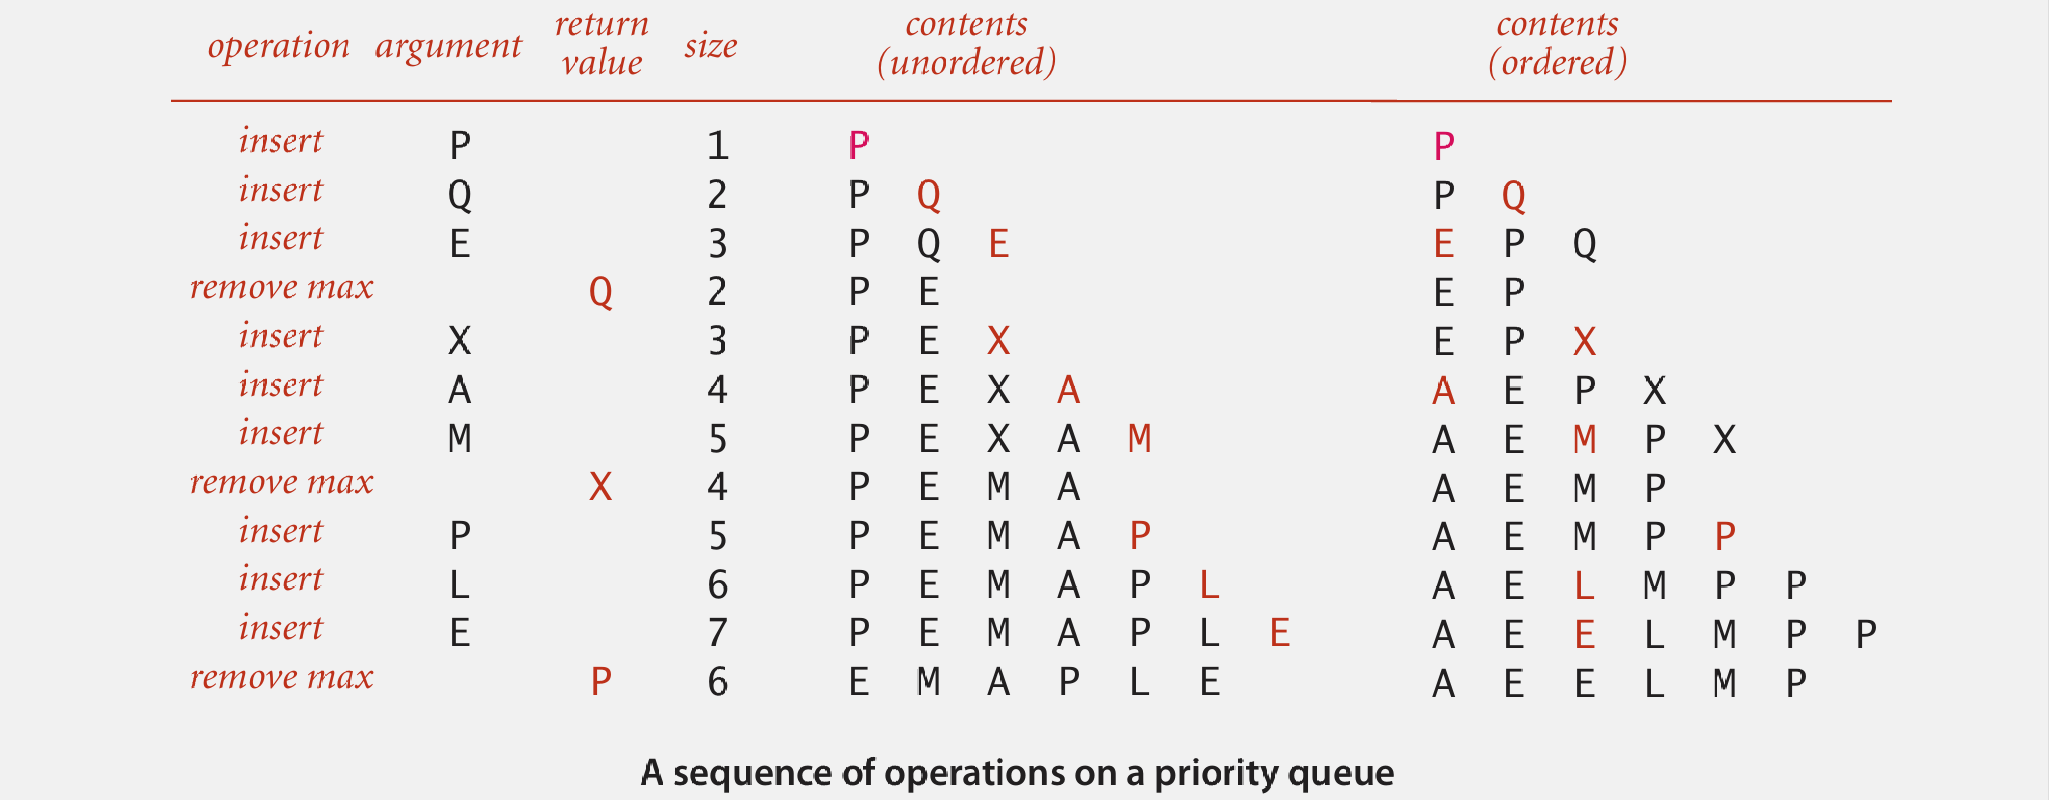 operation argument return value size contents (unordered) contents (ordered)
insert P 1 P P
insert Q 2 P Q P Q
insert E 3 P Q E E P Q
remove max Q 2 P E E P
insert X 3 P E X E P X
insert A 4 P E X A A E P X
insert M 5 P E X A M A E M P X
remove max X 4 P E M A A E M P
insert P 5 P E M A P A E M P P
insert L 6 P E M A P L A E L M P P
insert E 7 P E M A P L E A E E L M P P
remove max P 6 E M A P L E A E E L M P
A sequence of operations on a priority queue